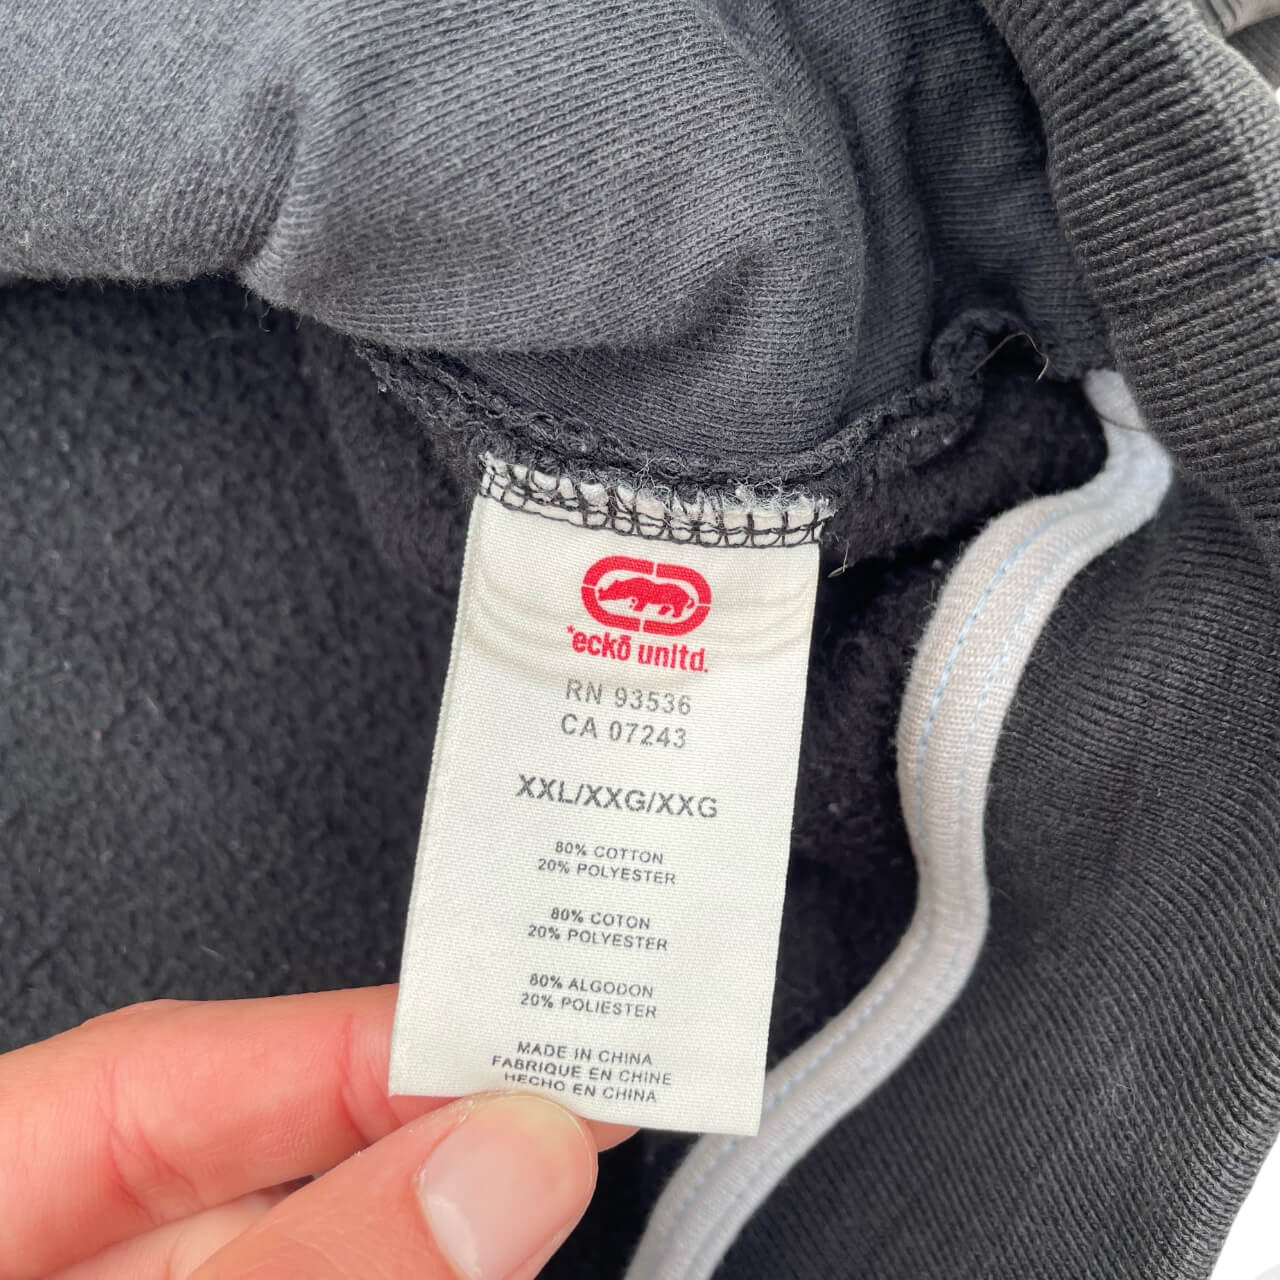 *eckō unltd.
RN 93536
CA 07243
XXL/XXG/XXG
80% COTTON
20% POLYESTER
80% COTON
20% POLYESTER
80% ALGODON
20% POLIESTER
MADE IN CHINA
FABRIQUE EN CHINE
HECHO EN CHINA